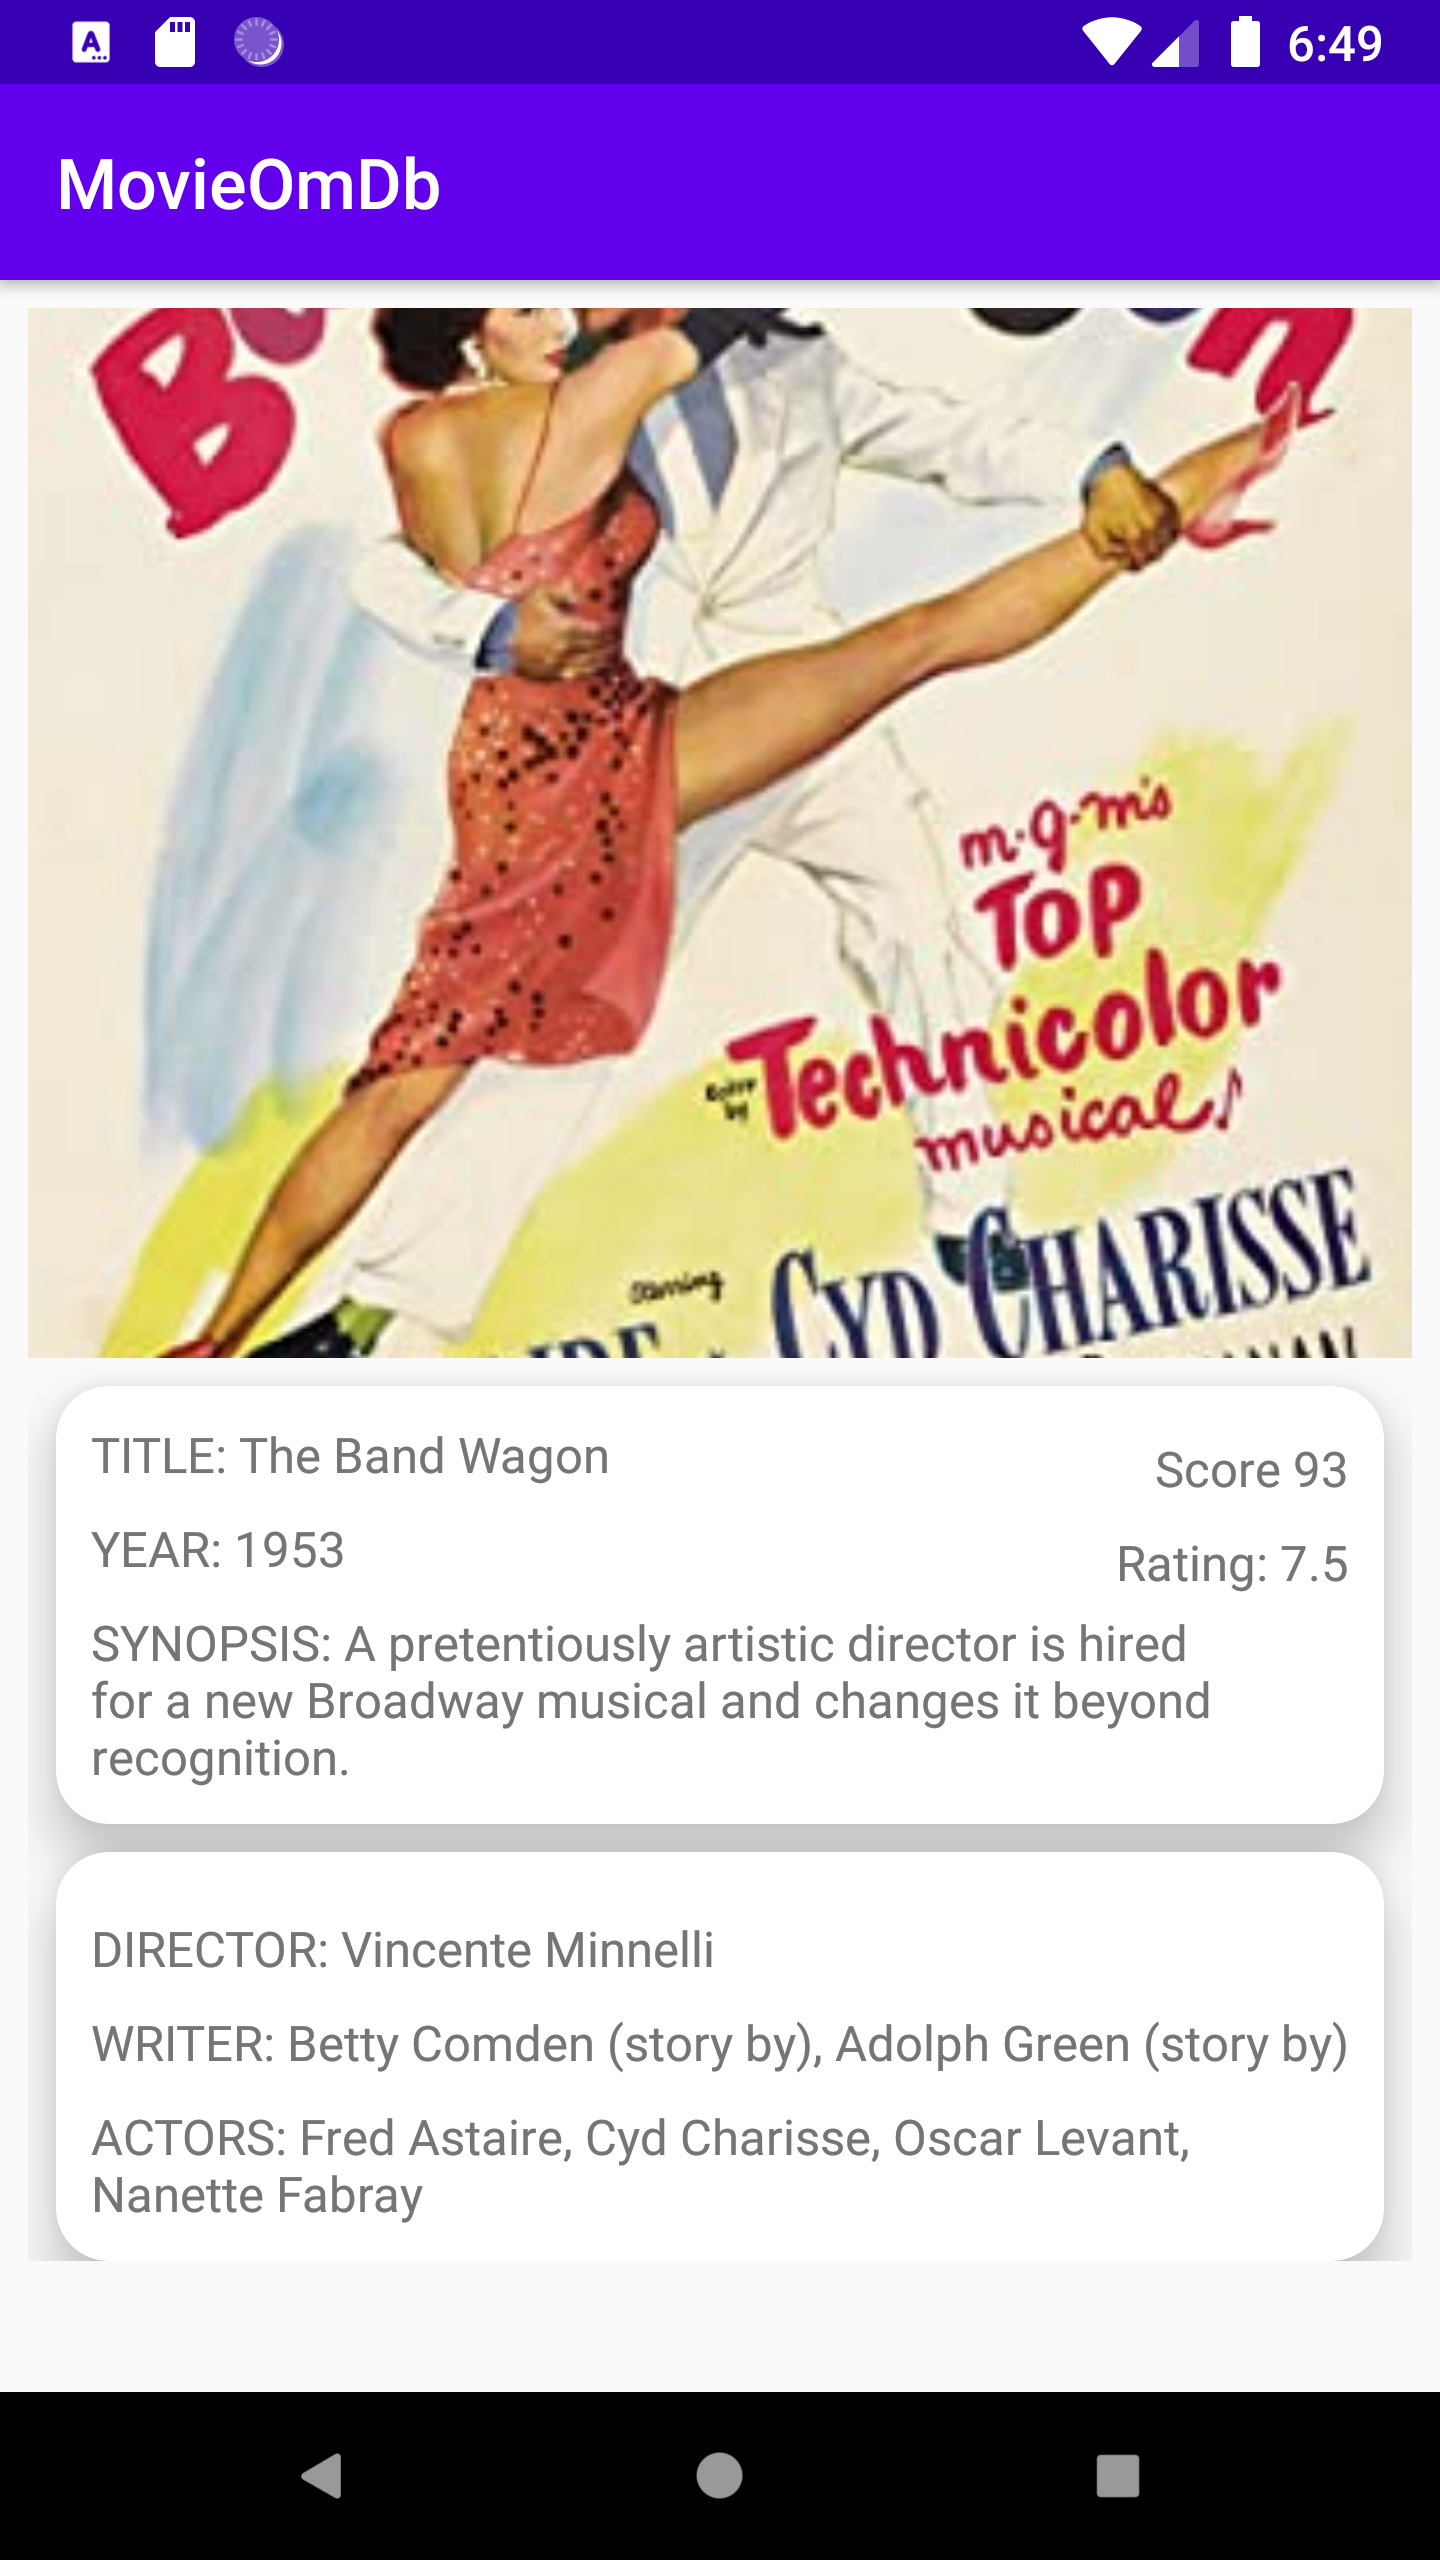 6:49
MovieOmDb
B
n
m·g·m's
TOP
color by
Technicolor
musical
starring
CYD CHARISSE
TITLE: The Band Wagon
Score 93
YEAR: 1953
Rating: 7.5
SYNOPSIS: A pretentiously artistic director is hired
for a new Broadway musical and changes it beyond
recognition.
DIRECTOR: Vincente Minnelli
WRITER: Betty Comden (story by), Adolph Green (story by)
ACTORS: Fred Astaire, Cyd Charisse, Oscar Levant,
Nanette Fabray